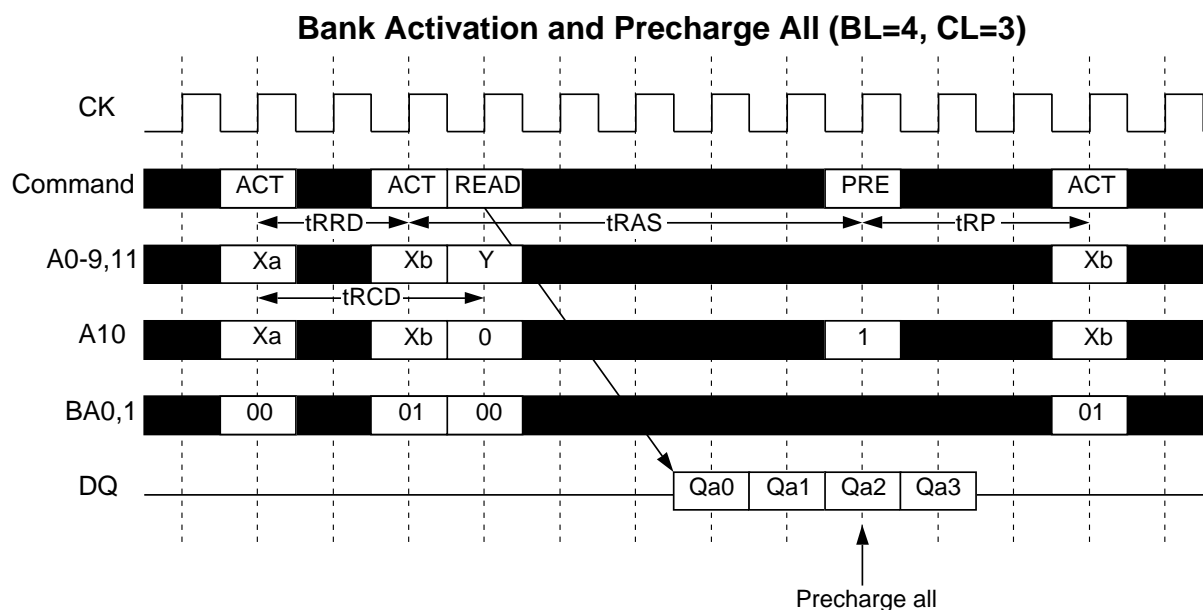 Bank Activation and Precharge All (BL=4, CL=3)
CK
Command ACT ACT READ PRE ACT
tRRD tRAS tRP
A0-9,11 Xa Xb Y Xb
tRCD
A10 Xa Xb 0 1 Xb
BA0,1 00 01 00 01
DQ Qa0 Qa1 Qa2 Qa3
Precharge all